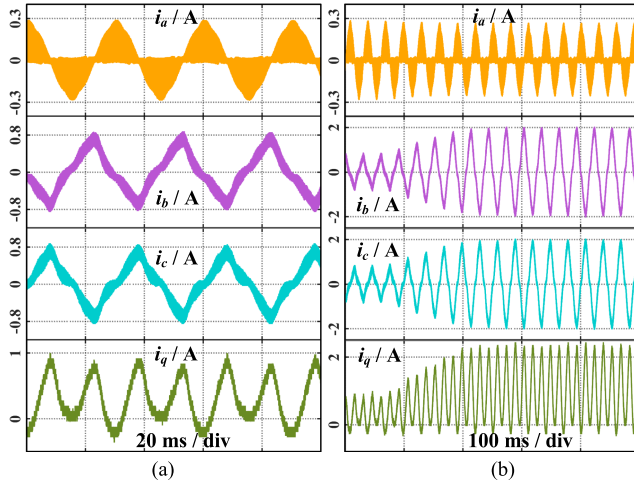 i_a / A
0.3
0
-0.3
0.8
0
-0.8
i_b / A
i_c / A
0.8
0
-0.8
i_q / A
1
0
20 ms / div
(a)
i_a / A
0.3
0
-0.3
2
0
-2
i_b / A
i_c / A
2
0
-2
i_q / A
2
0
100 ms / div
(b)